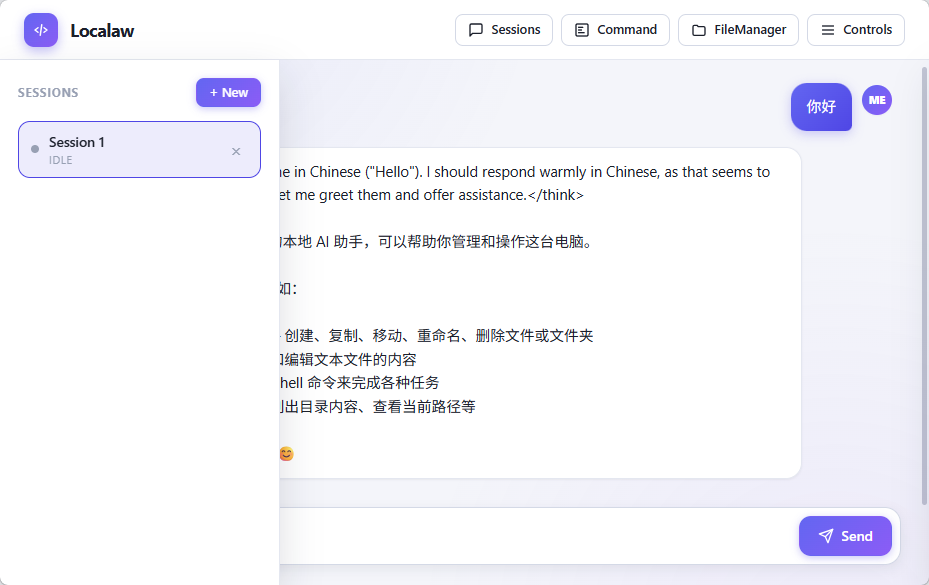 Localaw
Sessions
Command
FileManager
Controls
SESSIONS
+ New
Session 1
IDLE
你好
ME
in Chinese ("Hello"). I should respond warmly in Chinese, as that seems to
me greet them and offer assistance.</think>
本地 AI 助手，可以帮助你管理和操作这台电脑。
如：
创建、复制、移动、重命名、删除文件或文件夹
编辑文本文件的内容
hell 命令来完成各种任务
出目录内容、查看当前路径等
😊
Send